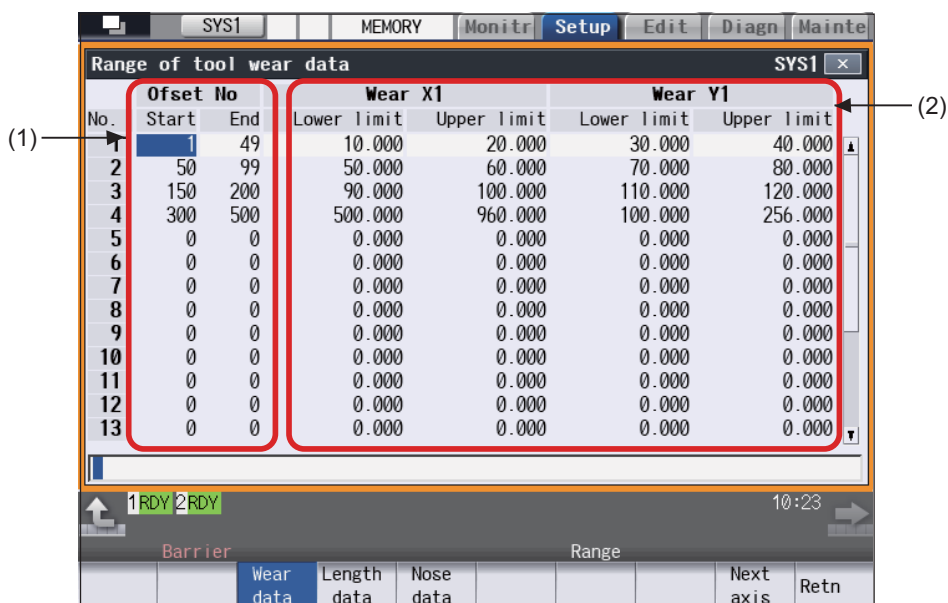 SYS1 MEMORY Monitr Setup Edit Diagn Mainte
Range of tool wear data SYS1 ×
Ofset No Wear X1 Wear Y1
No. Start End Lower limit Upper limit Lower limit Upper limit
1 1 49 10.000 20.000 30.000 40.000
2 50 99 50.000 60.000 70.000 80.000
3 150 200 90.000 100.000 110.000 120.000
4 300 500 500.000 960.000 100.000 256.000
5 0 0 0.000 0.000 0.000 0.000
6 0 0 0.000 0.000 0.000 0.000
7 0 0 0.000 0.000 0.000 0.000
8 0 0 0.000 0.000 0.000 0.000
9 0 0 0.000 0.000 0.000 0.000
10 0 0 0.000 0.000 0.000 0.000
11 0 0 0.000 0.000 0.000 0.000
12 0 0 0.000 0.000 0.000 0.000
13 0 0 0.000 0.000 0.000 0.000
(1)
(2)
1RDY 2RDY 10:23
Barrier Range
Wear data Length data Nose data Next axis Retn